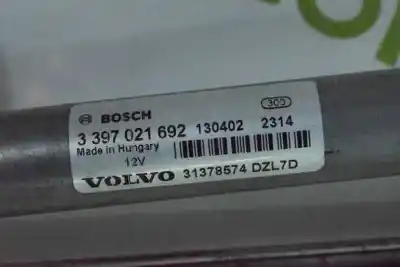 BOSCH
300
3 397 021 692 130402 2314
Made in Hungary
12V
VOLVO 31378574 DZL7D